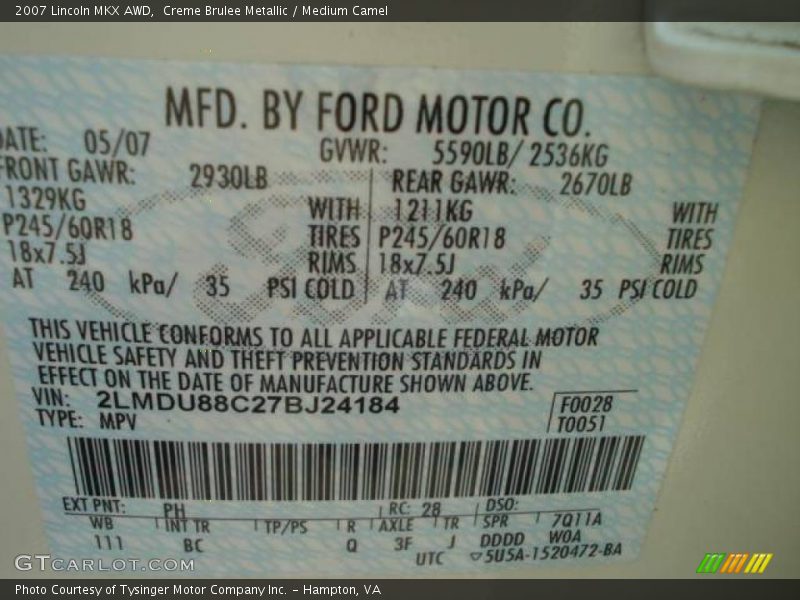 2007 Lincoln MKX AWD, Creme Brulee Metallic / Medium Camel
MFD. BY FORD MOTOR CO.
DATE: 05/07 GVWR: 5590LB/ 2536KG
FRONT GAWR: 2930LB REAR GAWR: 2670LB
1329KG WITH 1211KG WITH
P245/60R18 TIRES P245/60R18 TIRES
18x7.5J RIMS 18x7.5J RIMS
AT 240 kPa/ 35 PSI COLD AT 240 kPa/ 35 PSI COLD
THIS VEHICLE CONFORMS TO ALL APPLICABLE FEDERAL MOTOR
VEHICLE SAFETY AND THEFT PREVENTION STANDARDS IN
EFFECT ON THE DATE OF MANUFACTURE SHOWN ABOVE.
VIN: 2LMDU88C27BJ24184 F0028
TYPE: MPV T0051
EXT PNT: PH RC: 28 DSO:
WB INT TR TP/PS R AXLE TR SPR 7Q11A
111 BC Q 3F J DDDD W0A
UTC ▽5U5A-1520472-BA
GTCARLOT.COM
Photo Courtesy of Tysinger Motor Company Inc. - Hampton, VA